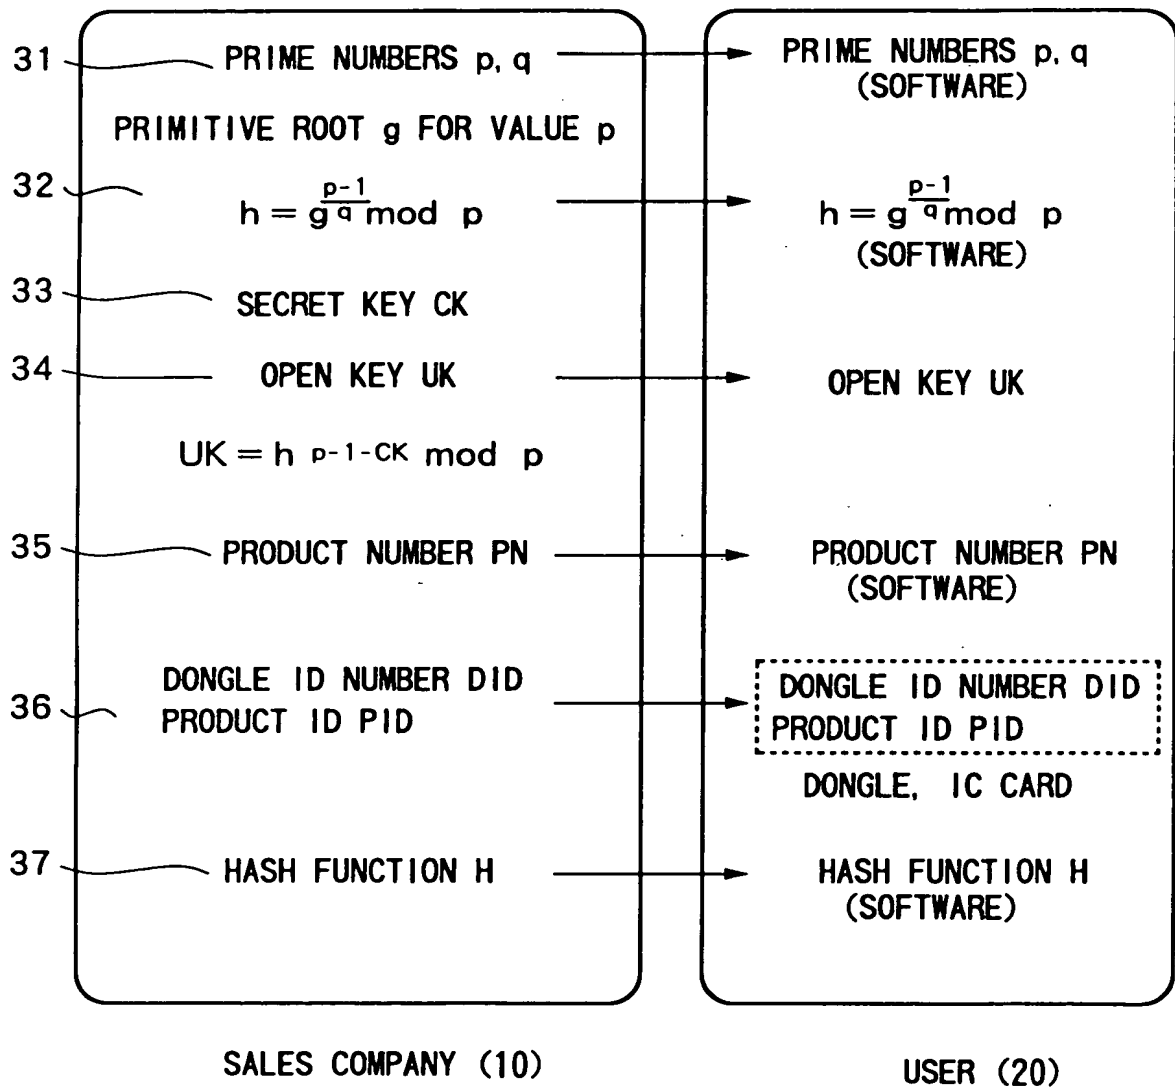 31
PRIME NUMBERS p, q
PRIMITIVE ROOT g FOR VALUE p
32
h = g^{\frac{p-1}{q}} mod p
33
SECRET KEY CK
34
OPEN KEY UK
UK = h^{p-1-CK} mod p
35
PRODUCT NUMBER PN
36
DONGLE ID NUMBER DID
PRODUCT ID PID
37
HASH FUNCTION H
SALES COMPANY (10)
PRIME NUMBERS p, q
(SOFTWARE)
h = g^{\frac{p-1}{q}} mod p
(SOFTWARE)
OPEN KEY UK
PRODUCT NUMBER PN
(SOFTWARE)
DONGLE ID NUMBER DID
PRODUCT ID PID
DONGLE, IC CARD
HASH FUNCTION H
(SOFTWARE)
USER (20)